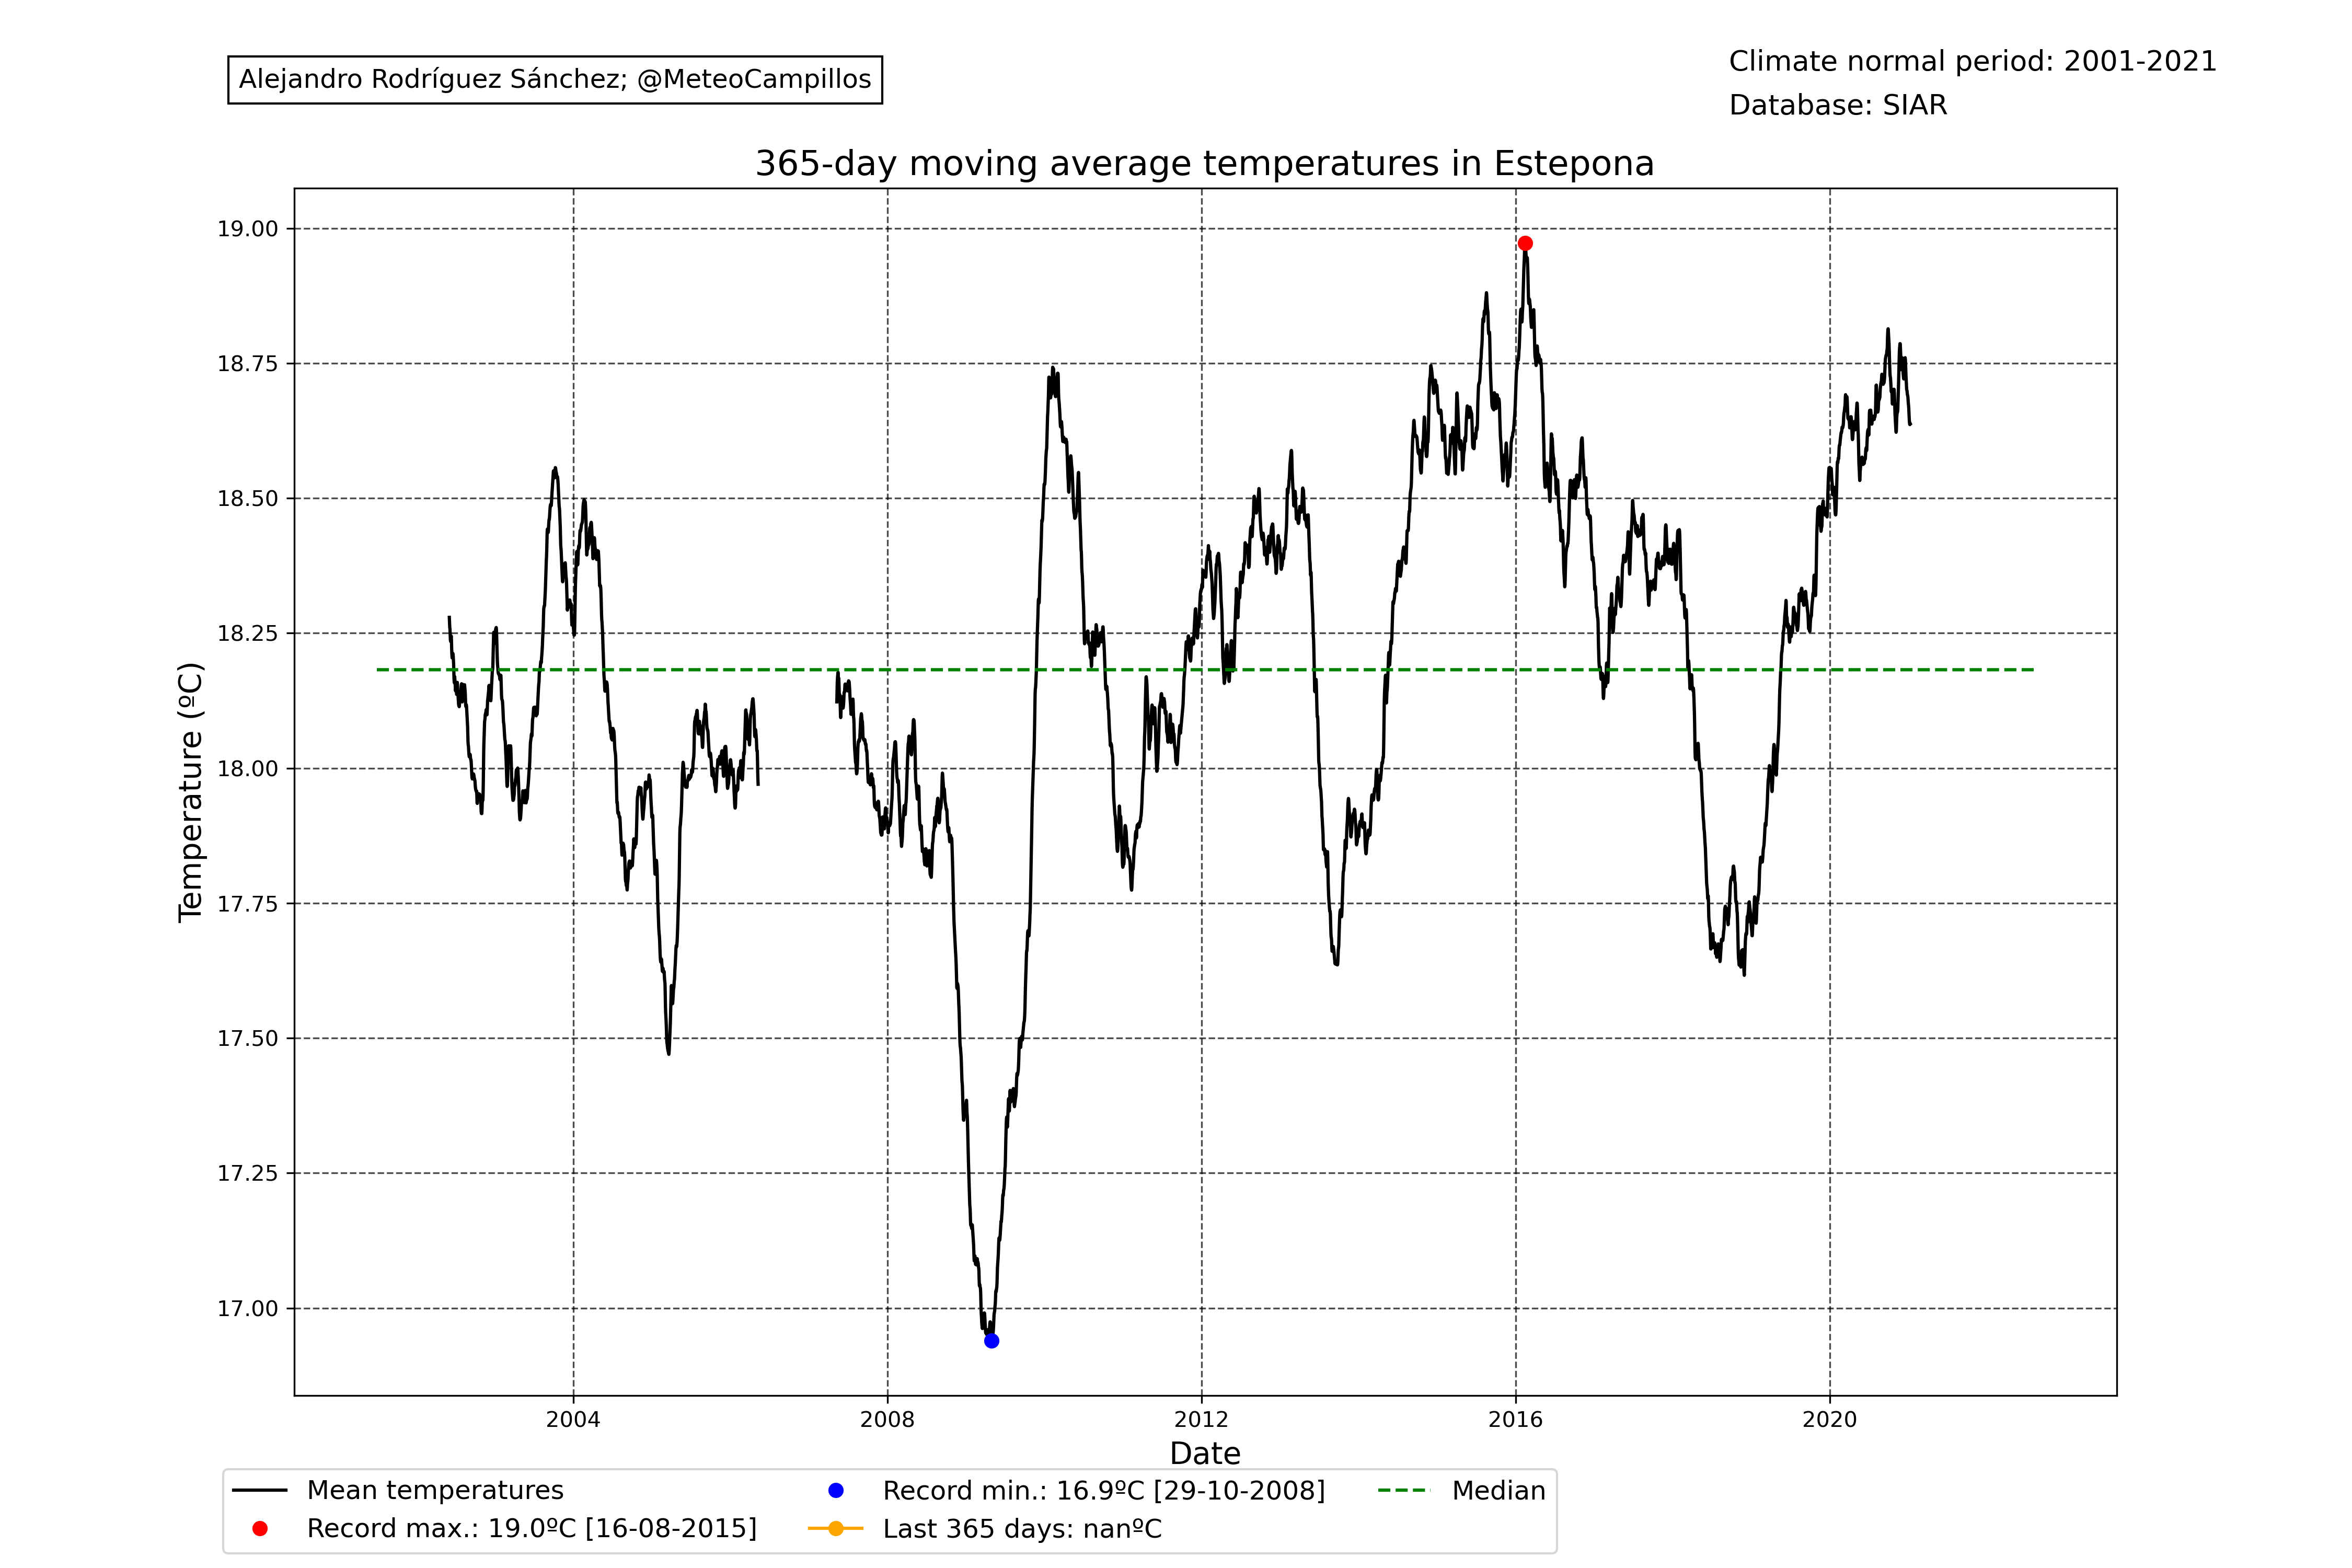 Alejandro Rodríguez Sánchez; @MeteoCampillos
Climate normal period: 2001-2021
Database: SIAR
365-day moving average temperatures in Estepona
19.00
18.75
18.50
18.25
18.00
17.75
17.50
17.25
17.00
Temperature (ºC)
2004 2008 2012 2016 2020
Date
Mean temperatures
Record max.: 19.0ºC [16-08-2015]
Record min.: 16.9ºC [29-10-2008]
Last 365 days: nanºC
Median